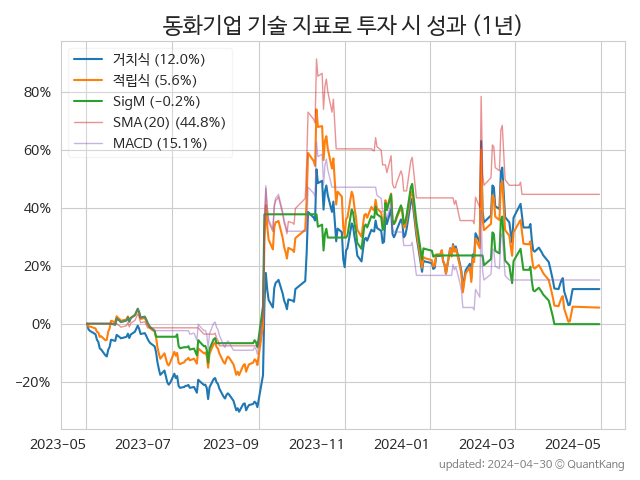 동화기업 기술 지표로 투자 시 성과 (1년)
거치식 (12.0%)
적립식 (5.6%)
SigM (−0.2%)
SMA(20) (44.8%)
MACD (15.1%)
80%
60%
40%
20%
0%
−20%
2023-05 2023-07 2023-09 2023-11 2024-01 2024-03 2024-05
updated: 2024-04-30 © QuantKang